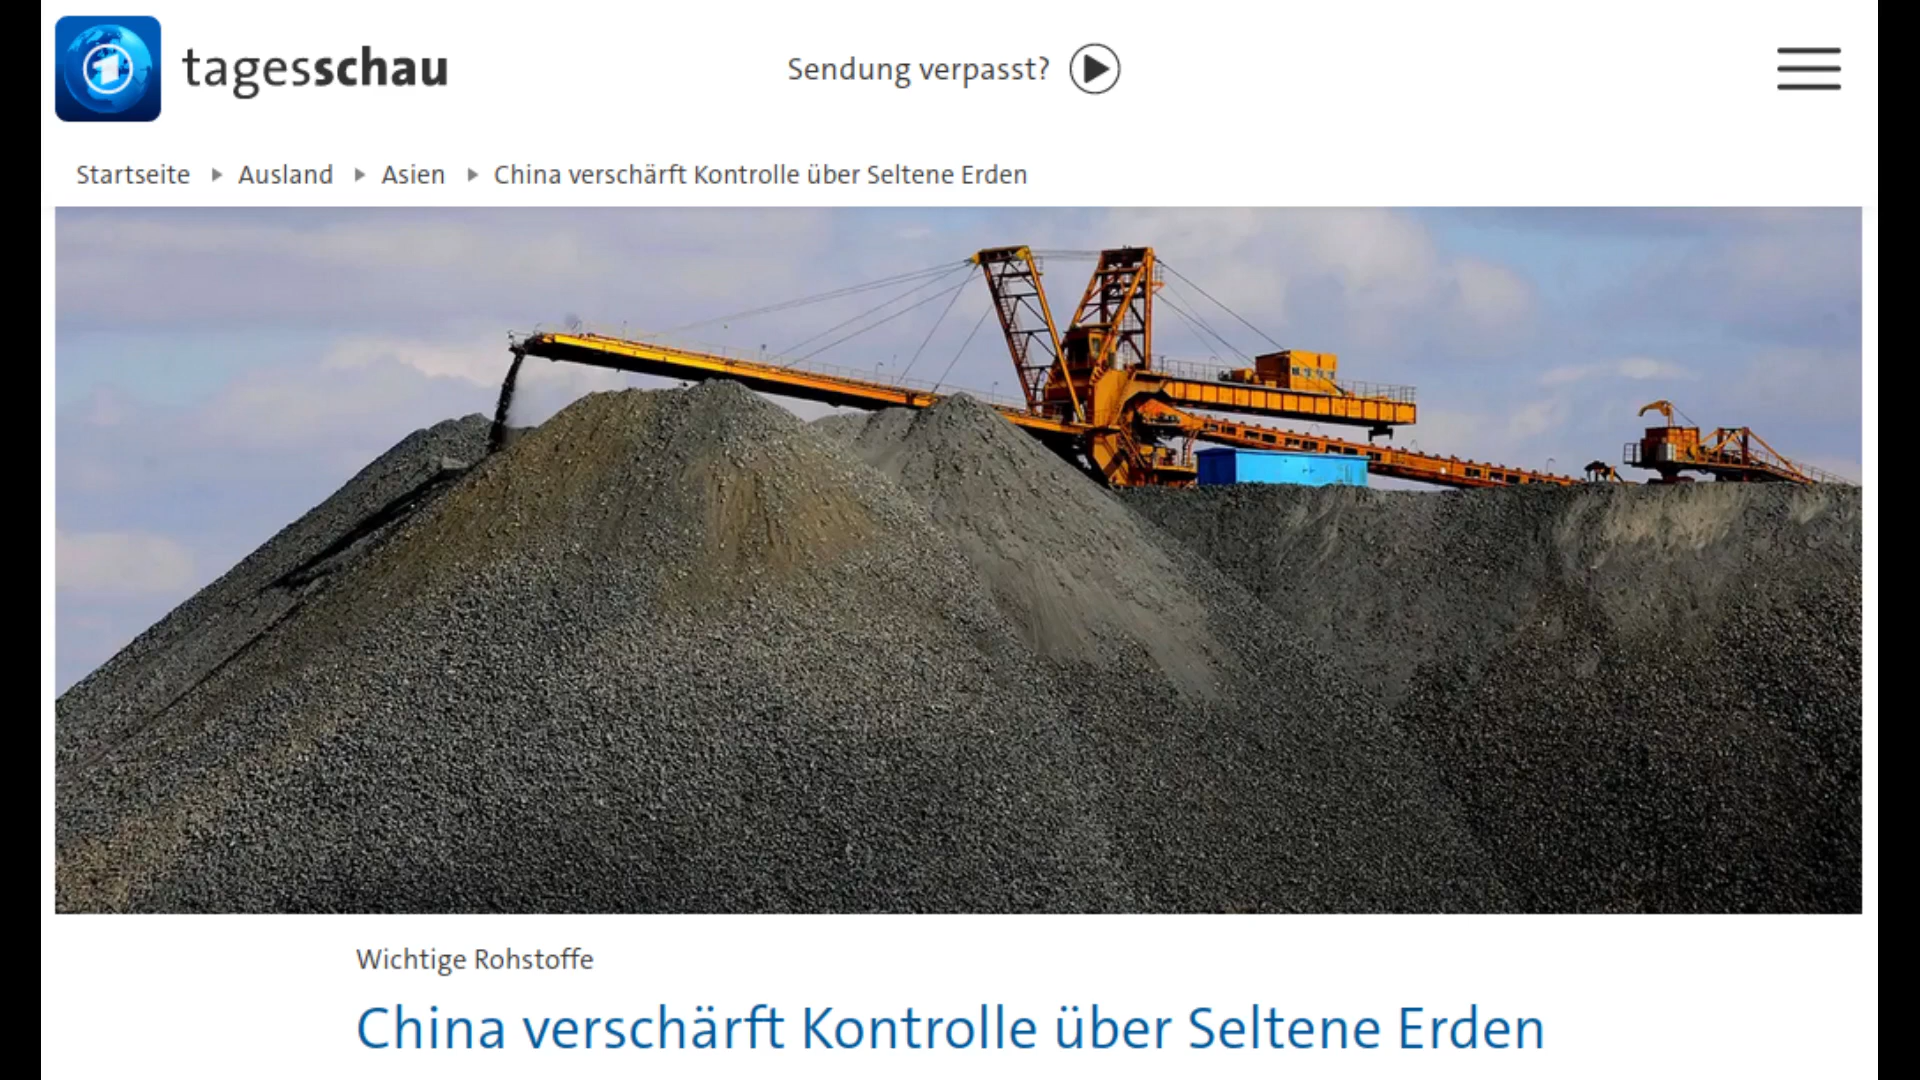 tagesschau
Sendung verpasst?
Startseite Ausland Asien China verschärft Kontrolle über Seltene Erden
Wichtige Rohstoffe
China verschärft Kontrolle über Seltene Erden